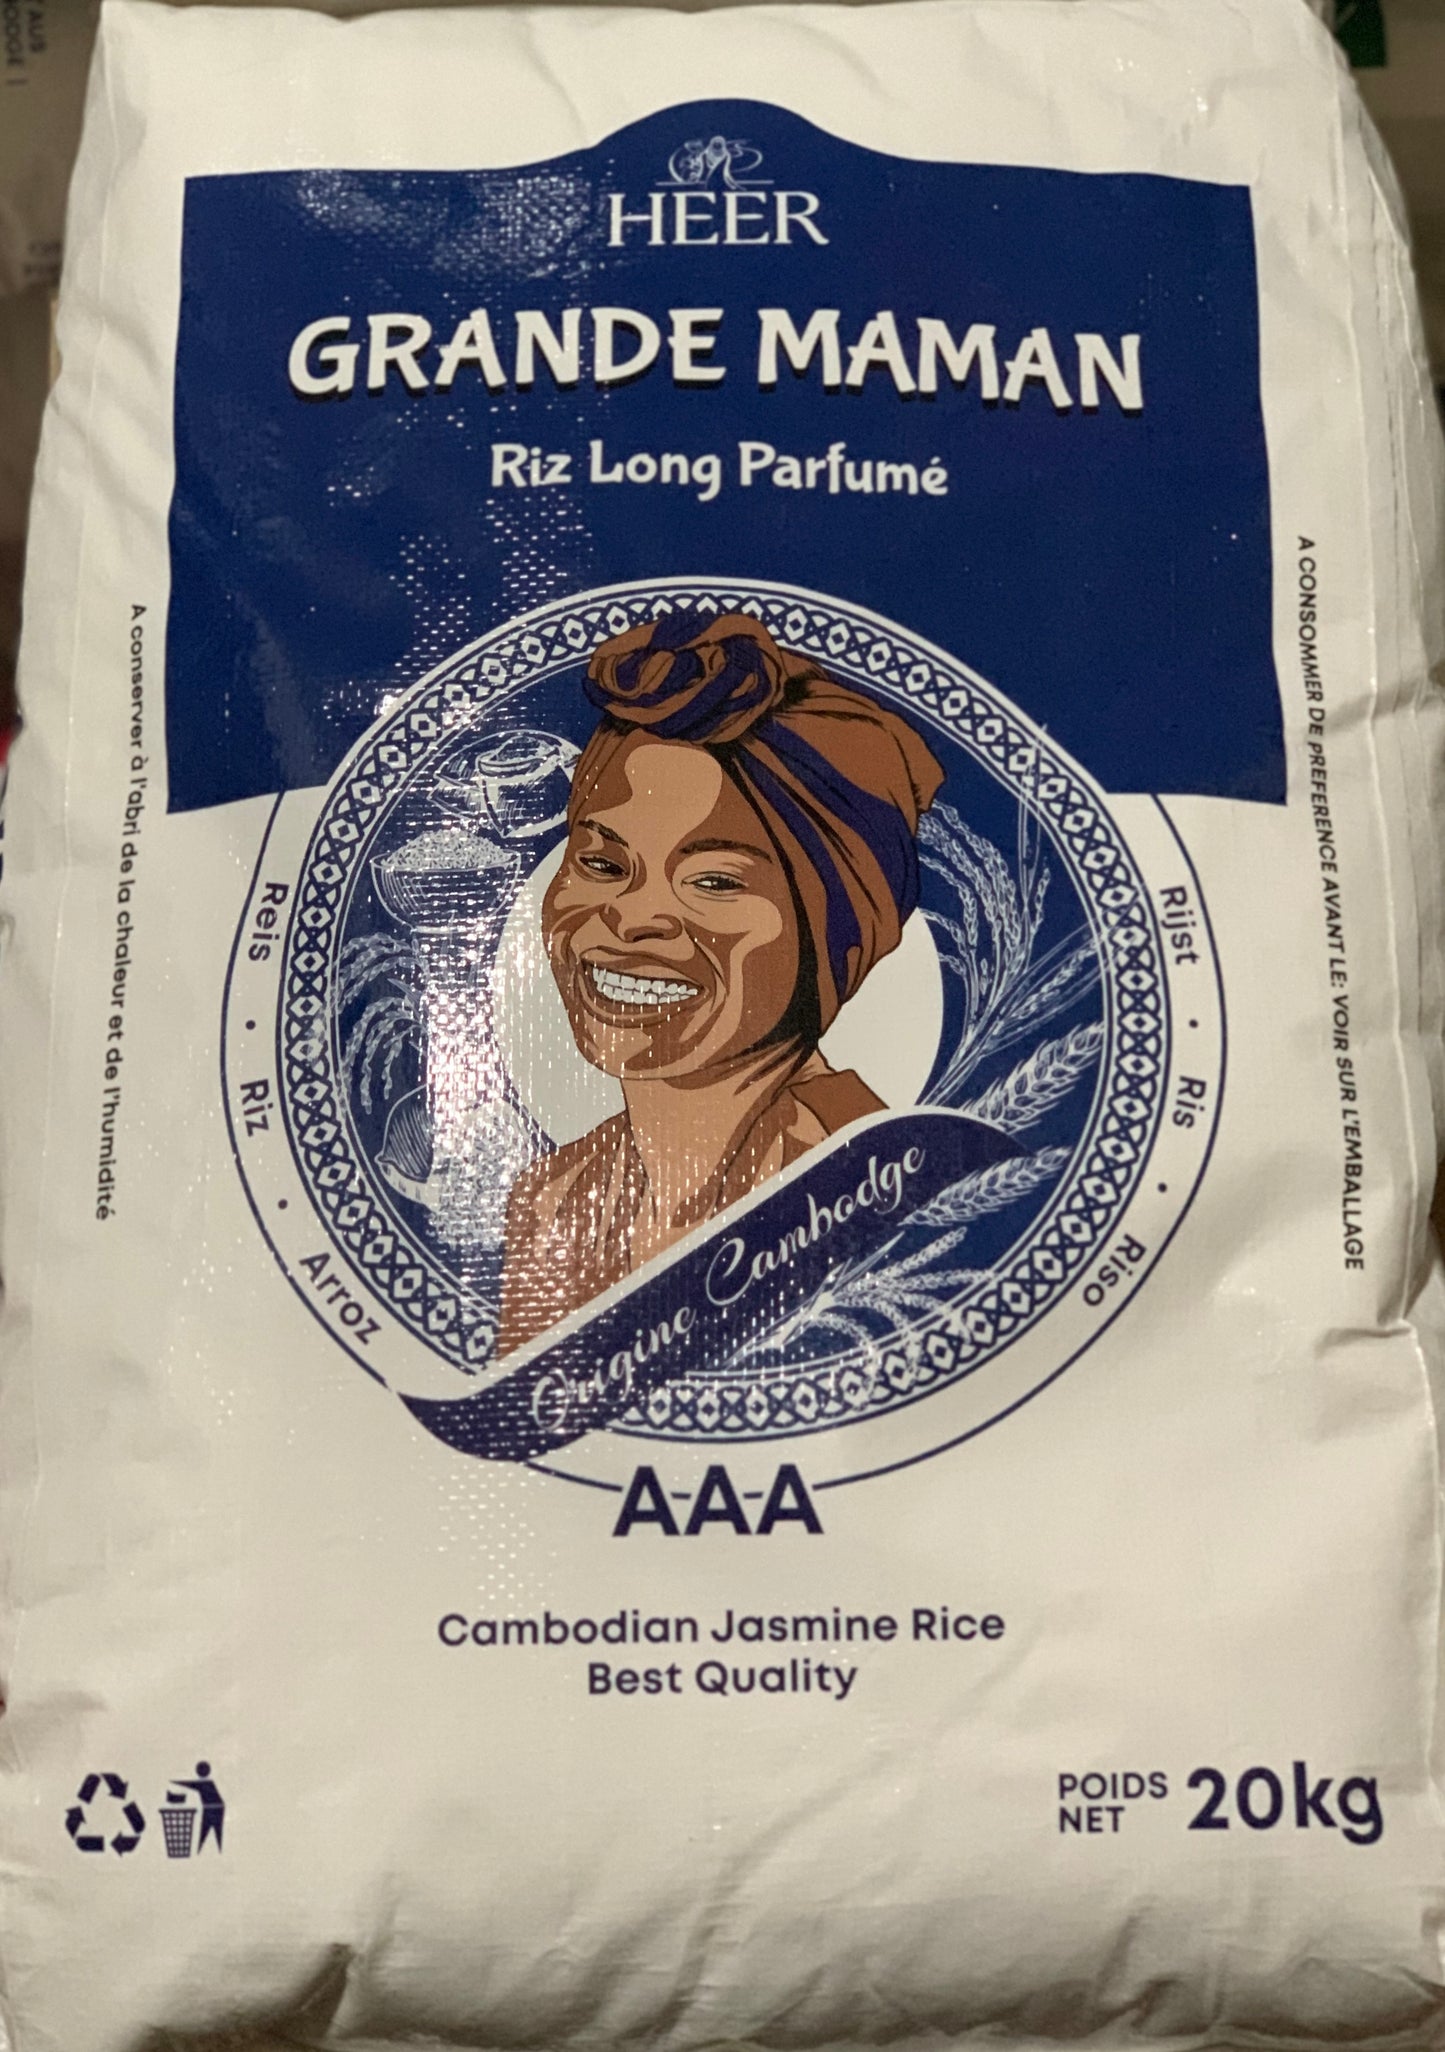 HEER
GRANDE MAMAN
Riz Long Parfumé
A conserver à l'abri de la chaleur et de l'humidité
A CONSOMMER DE PREFERENCE AVANT LE: VOIR SUR L'EMBALLAGE
Reis • Riz • Arroz
Rijst • Ris • Riso
Origine Cambodge
A-A-A
Cambodian Jasmine Rice
Best Quality
POIDS
NET
20kg